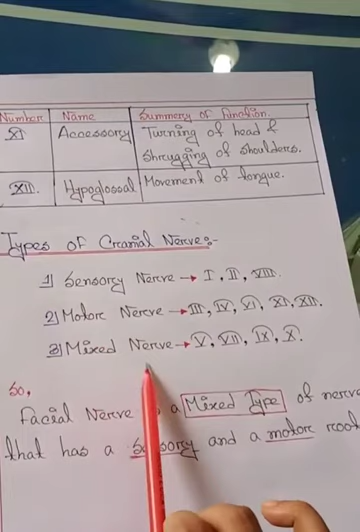 Number Name Summary of Function.
XI Accessory Turning of head & Shrugging of shoulders.
XII. Hypoglossal Movement of tongue.
Types of Cranial Nerve:-
1) Sensory Nerve → I, II, VIII.
2) Motor Nerve → III, IV, VI, XI, XII.
3) Mixed Nerve → V, VII, IX, X.
So,
Facial Nerve a Mixed Type of nerve
that has a sensory and a motor root